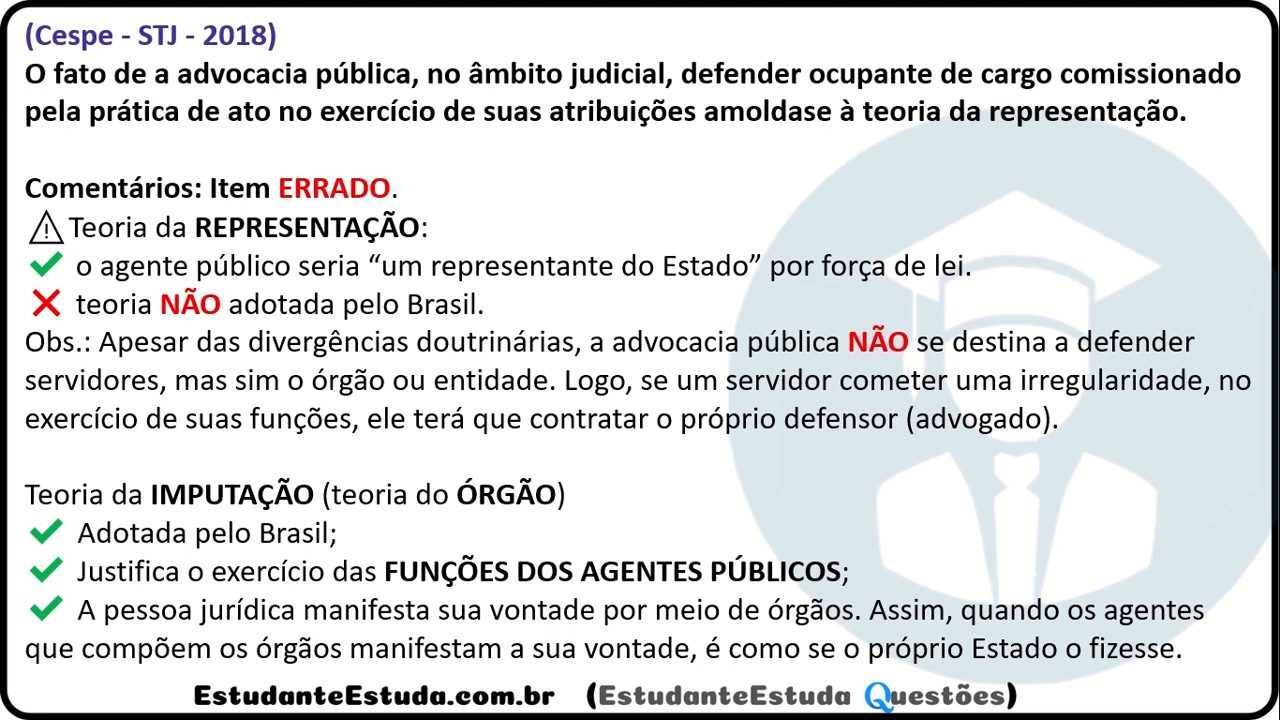 (Cespe - STJ - 2018)
O fato de a advocacia pública, no âmbito judicial, defender ocupante de cargo comissionado
pela prática de ato no exercício de suas atribuições amoldase à teoria da representação.
Comentários: Item ERRADO.
Teoria da REPRESENTAÇÃO:
o agente público seria “um representante do Estado” por força de lei.
teoria NÃO adotada pelo Brasil.
Obs.: Apesar das divergências doutrinárias, a advocacia pública NÃO se destina a defender
servidores, mas sim o órgão ou entidade. Logo, se um servidor cometer uma irregularidade, no
exercício de suas funções, ele terá que contratar o próprio defensor (advogado).
Teoria da IMPUTAÇÃO (teoria do ÓRGÃO)
Adotada pelo Brasil;
Justifica o exercício das FUNÇÕES DOS AGENTES PÚBLICOS;
A pessoa jurídica manifesta sua vontade por meio de órgãos. Assim, quando os agentes
que compõem os órgãos manifestam a sua vontade, é como se o próprio Estado o fizesse.
EstudanteEstuda.com.br (EstudanteEstuda Questões)